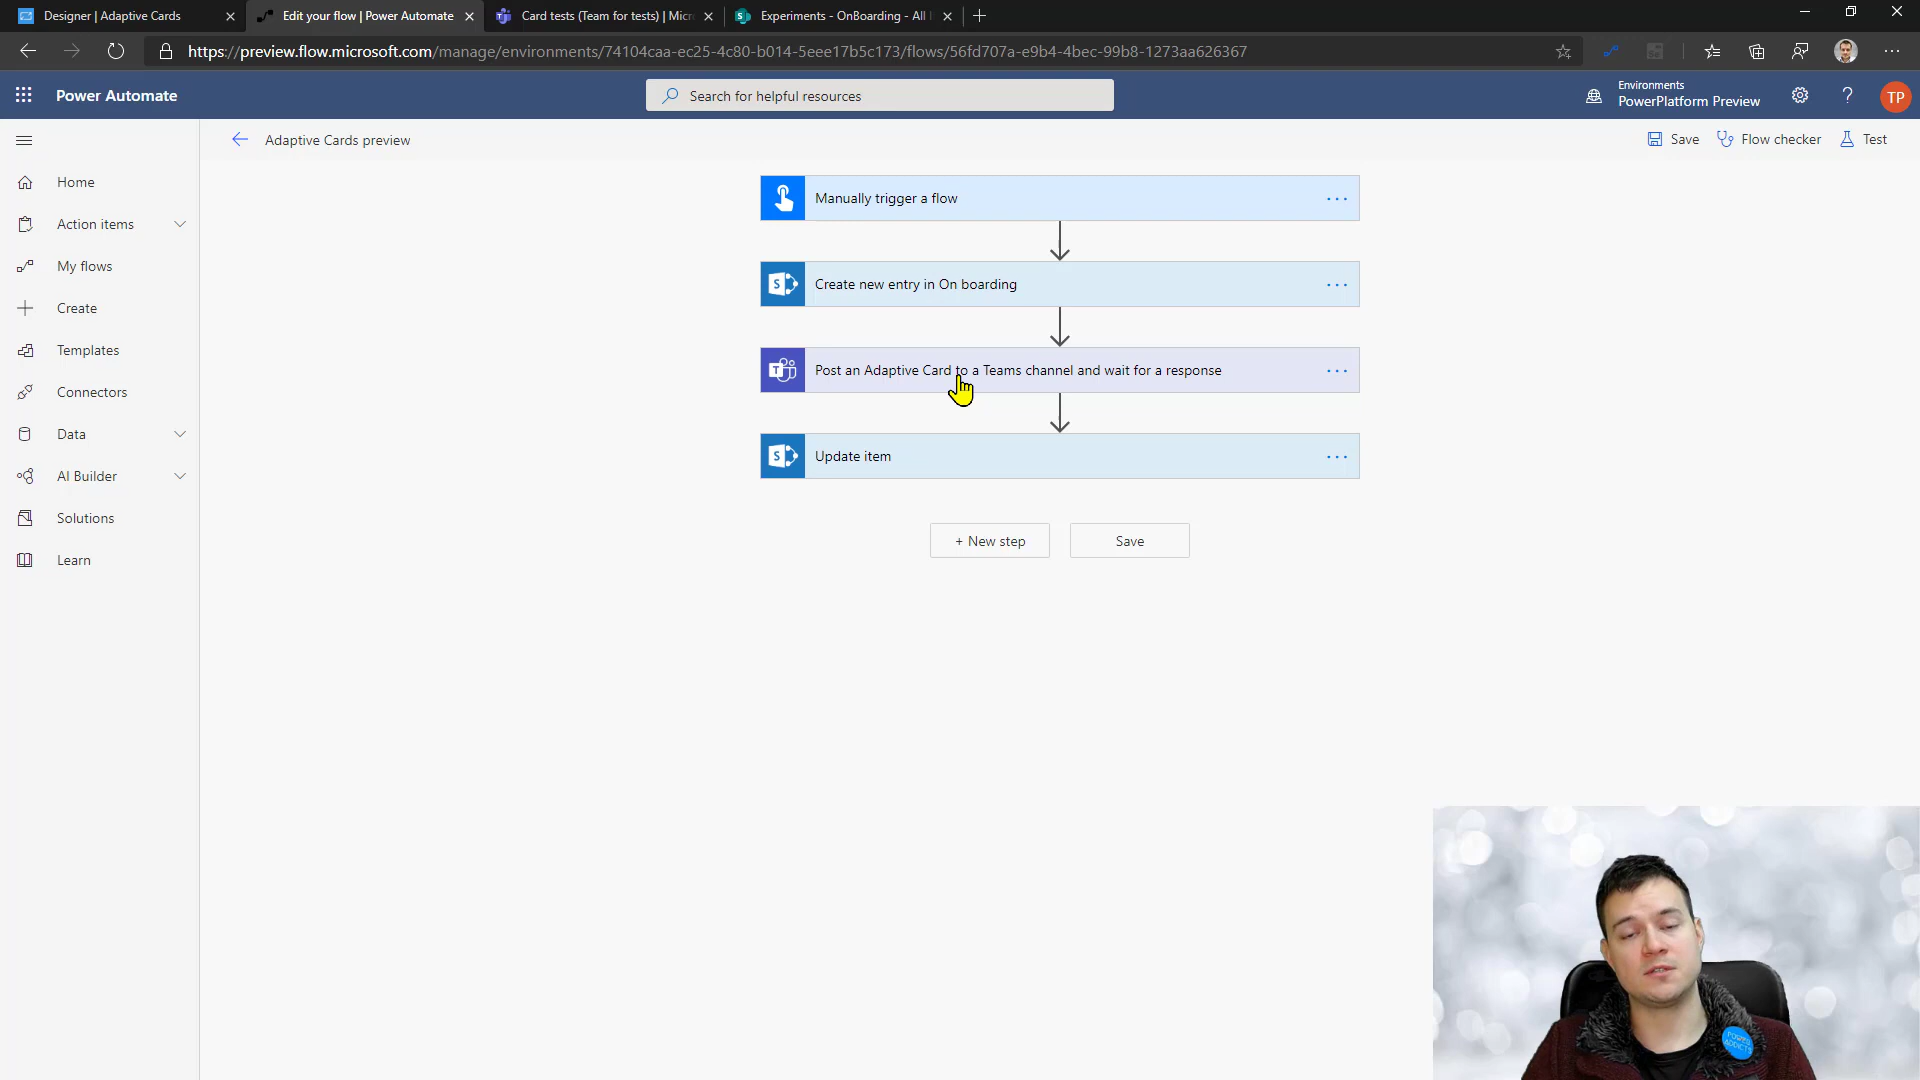 Designer | Adaptive Cards
Edit your flow | Power Automate
Card tests (Team for tests) | Micr
Experiments - OnBoarding - All I
https://preview.flow.microsoft.com/manage/environments/74104caa-ec25-4c80-b014-5eee17b5c173/flows/56fd707a-e9b4-4bec-99b8-1273aa626367
Power Automate
Search for helpful resources
Environments
PowerPlatform Preview
?
TP
Adaptive Cards preview
Save
Flow checker
Test
Home
Action items
My flows
Create
Templates
Connectors
Data
AI Builder
Solutions
Learn
Manually trigger a flow
S
Create new entry in On boarding
T
Post an Adaptive Card to a Teams channel and wait for a response
S
Update item
+ New step
Save
POWER
ADDICTS